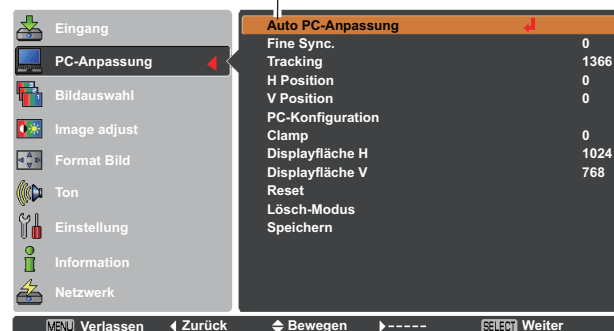 Eingang
PC-Anpassung
Bildauswahl
Image adjust
Format Bild
Ton
Einstellung
Information
Netzwerk
Auto PC-Anpassung
Fine Sync. 0
Tracking 1366
H Position 0
V Position 0
PC-Konfiguration
Clamp 0
Displayfläche H 1024
Displayfläche V 768
Reset
Lösch-Modus
Speichern
MENU Verlassen Zurück Bewegen ----- SELECT Weiter